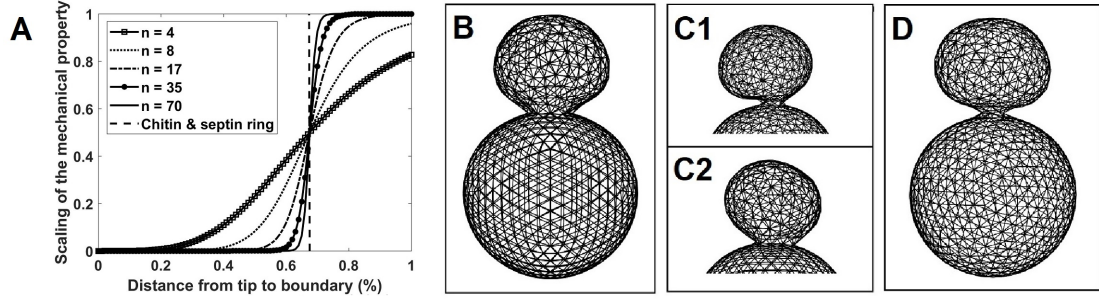 A
Scaling of the mechanical property
1
0.8
0.6
0.4
0.2
0
n = 4
n = 8
n = 17
n = 35
n = 70
Chitin & septin ring
0 0.2 0.4 0.6 0.8 1
Distance from tip to boundary (%)
B
C1
C2
D